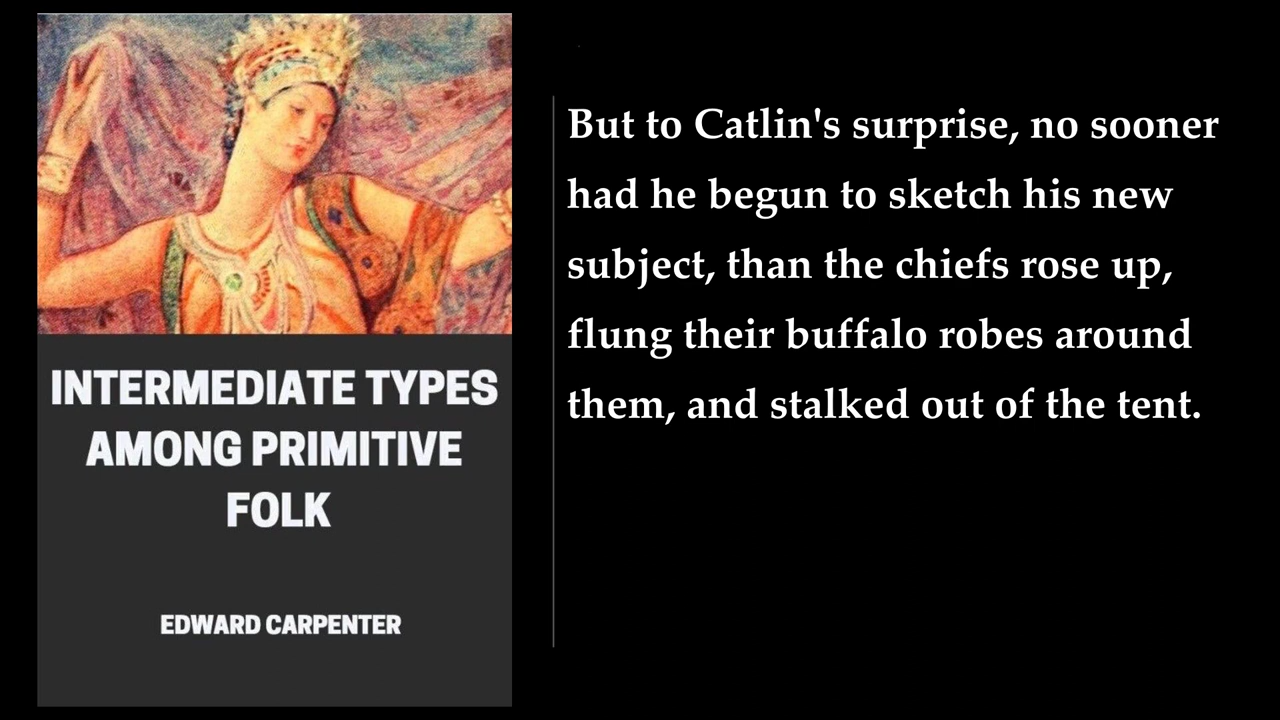 INTERMEDIATE TYPES
AMONG PRIMITIVE
FOLK
EDWARD CARPENTER
But to Catlin's surprise, no sooner
had he begun to sketch his new
subject, than the chiefs rose up,
flung their buffalo robes around
them, and stalked out of the tent.